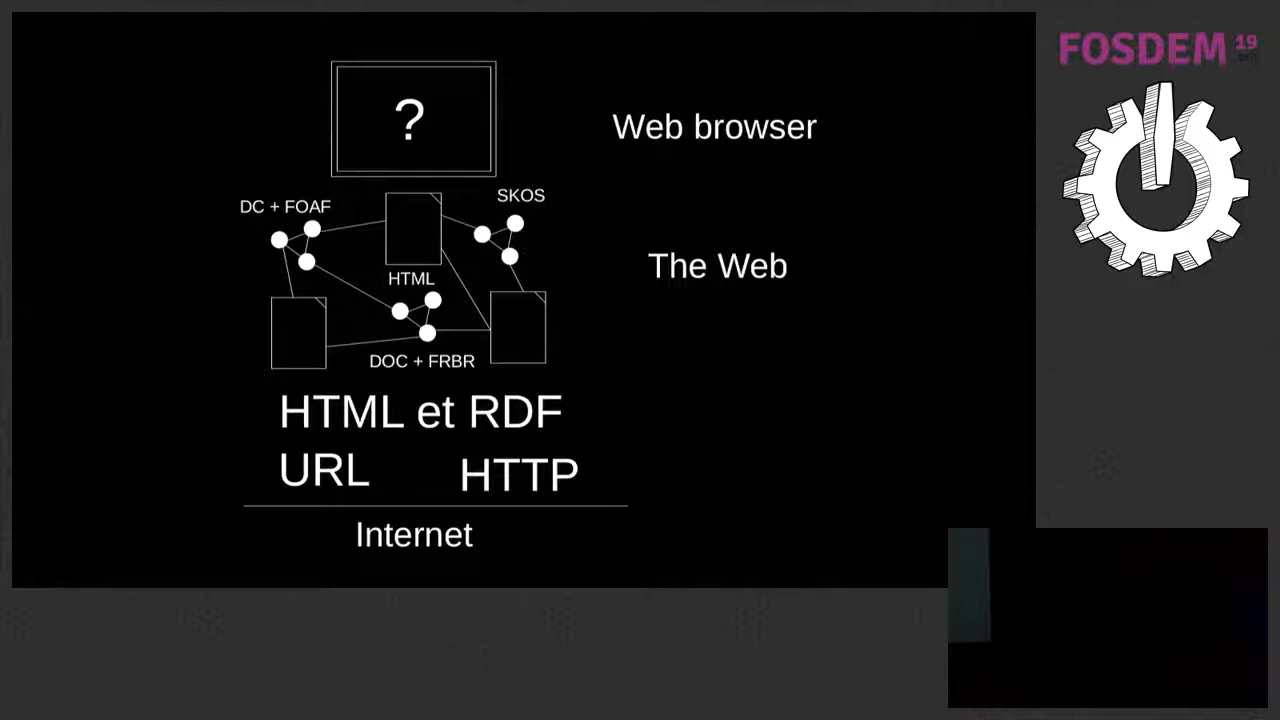 FOSDEM 19
?
Web browser
SKOS
DC + FOAF
The Web
HTML
DOC + FRBR
HTML et RDF
URL HTTP
Internet